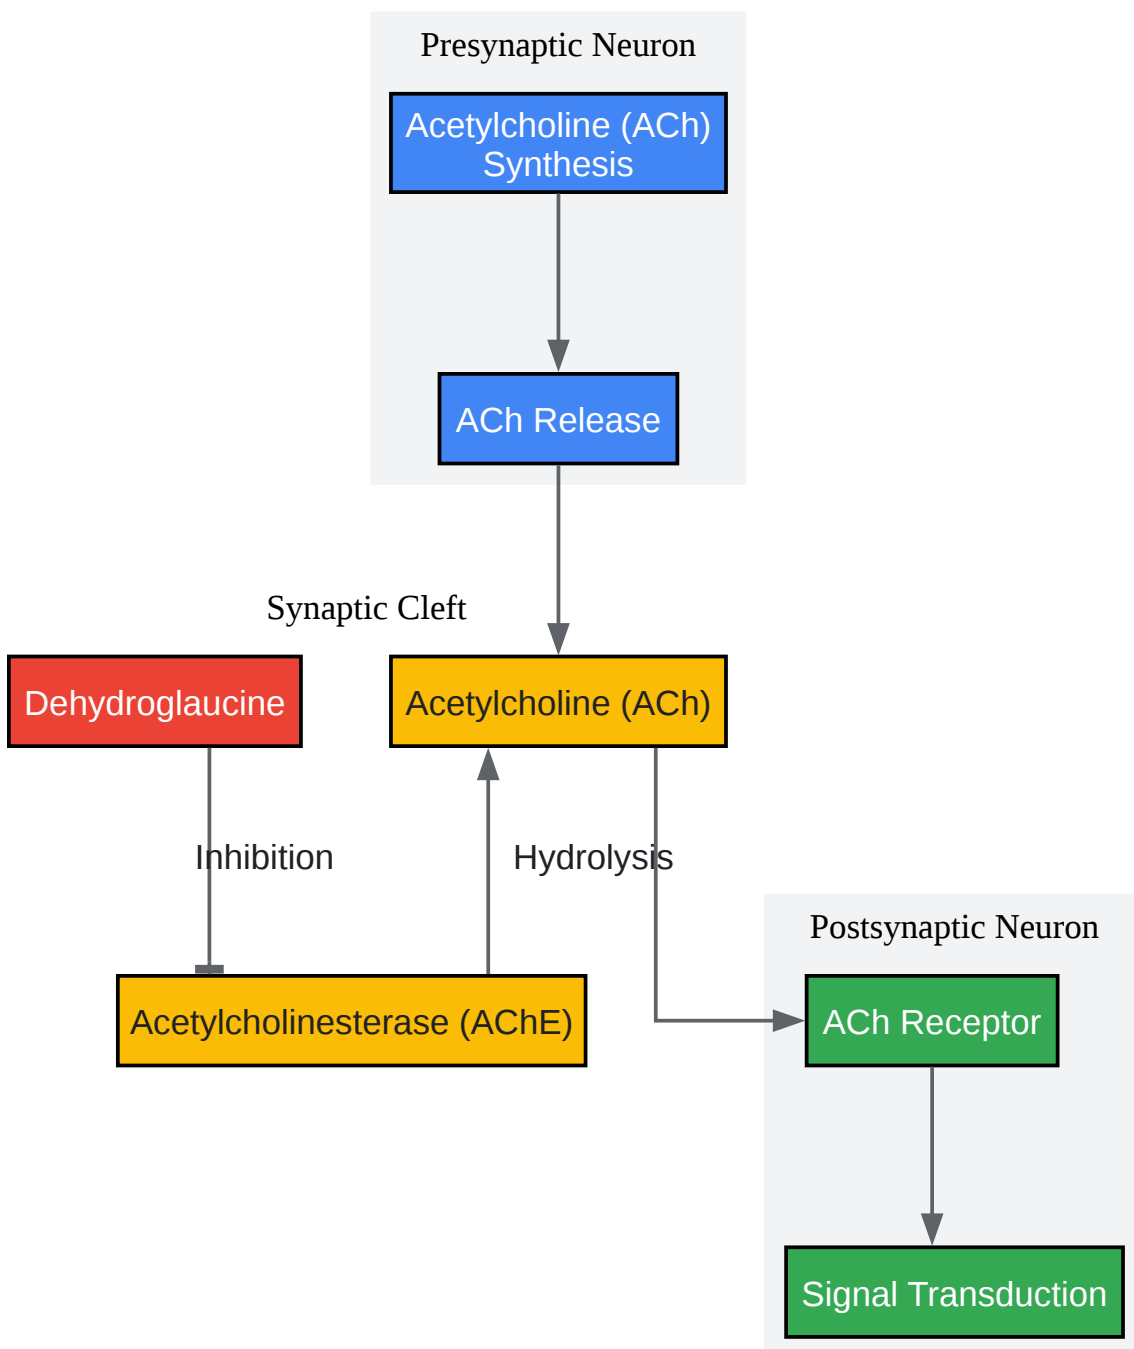 Presynaptic Neuron
Acetylcholine (ACh)
Synthesis
ACh Release
Synaptic Cleft
Dehydroglaucine
Acetylcholine (ACh)
Inhibition
Hydrolysis
Postsynaptic Neuron
Acetylcholinesterase (AChE)
ACh Receptor
Signal Transduction